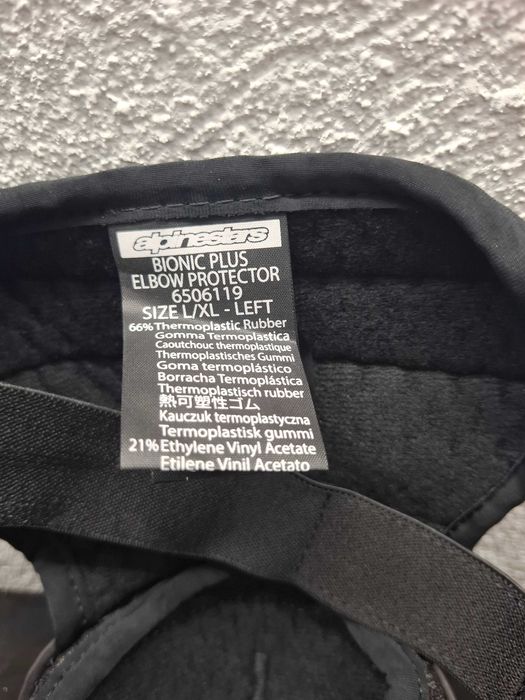 alpinestars
BIONIC PLUS
ELBOW PROTECTOR
6506119
SIZE L/XL - LEFT
66% Thermoplastic Rubber
Gomma Termoplastica
Caoutchouc thermoplastique
Thermoplastisches Gummi
Goma termoplástico
Borracha Termoplástica
Thermoplastisch rubber
熱可塑性ゴム
Kauczuk termoplastyczna
Termoplastisk gummi
21% Ethylene Vinyl Acetate
Etilene Vinil Acetato